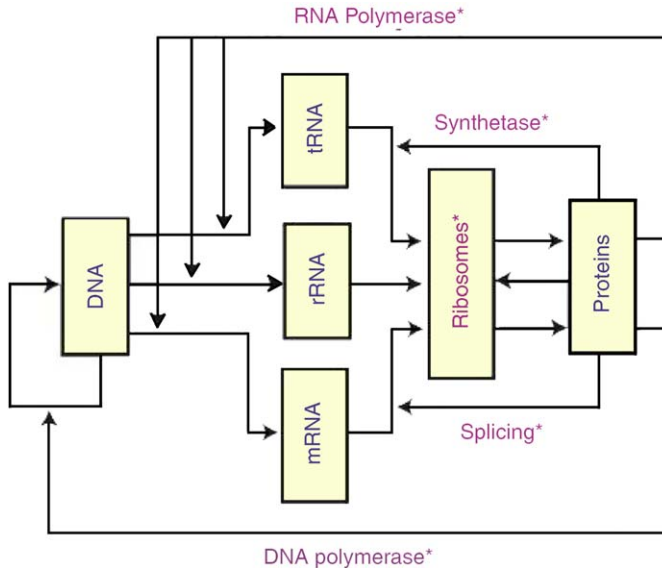 RNA Polymerase*
tRNA
Synthetase*
DNA
rRNA
Ribosomes*
Proteins
mRNA
Splicing*
DNA polymerase*